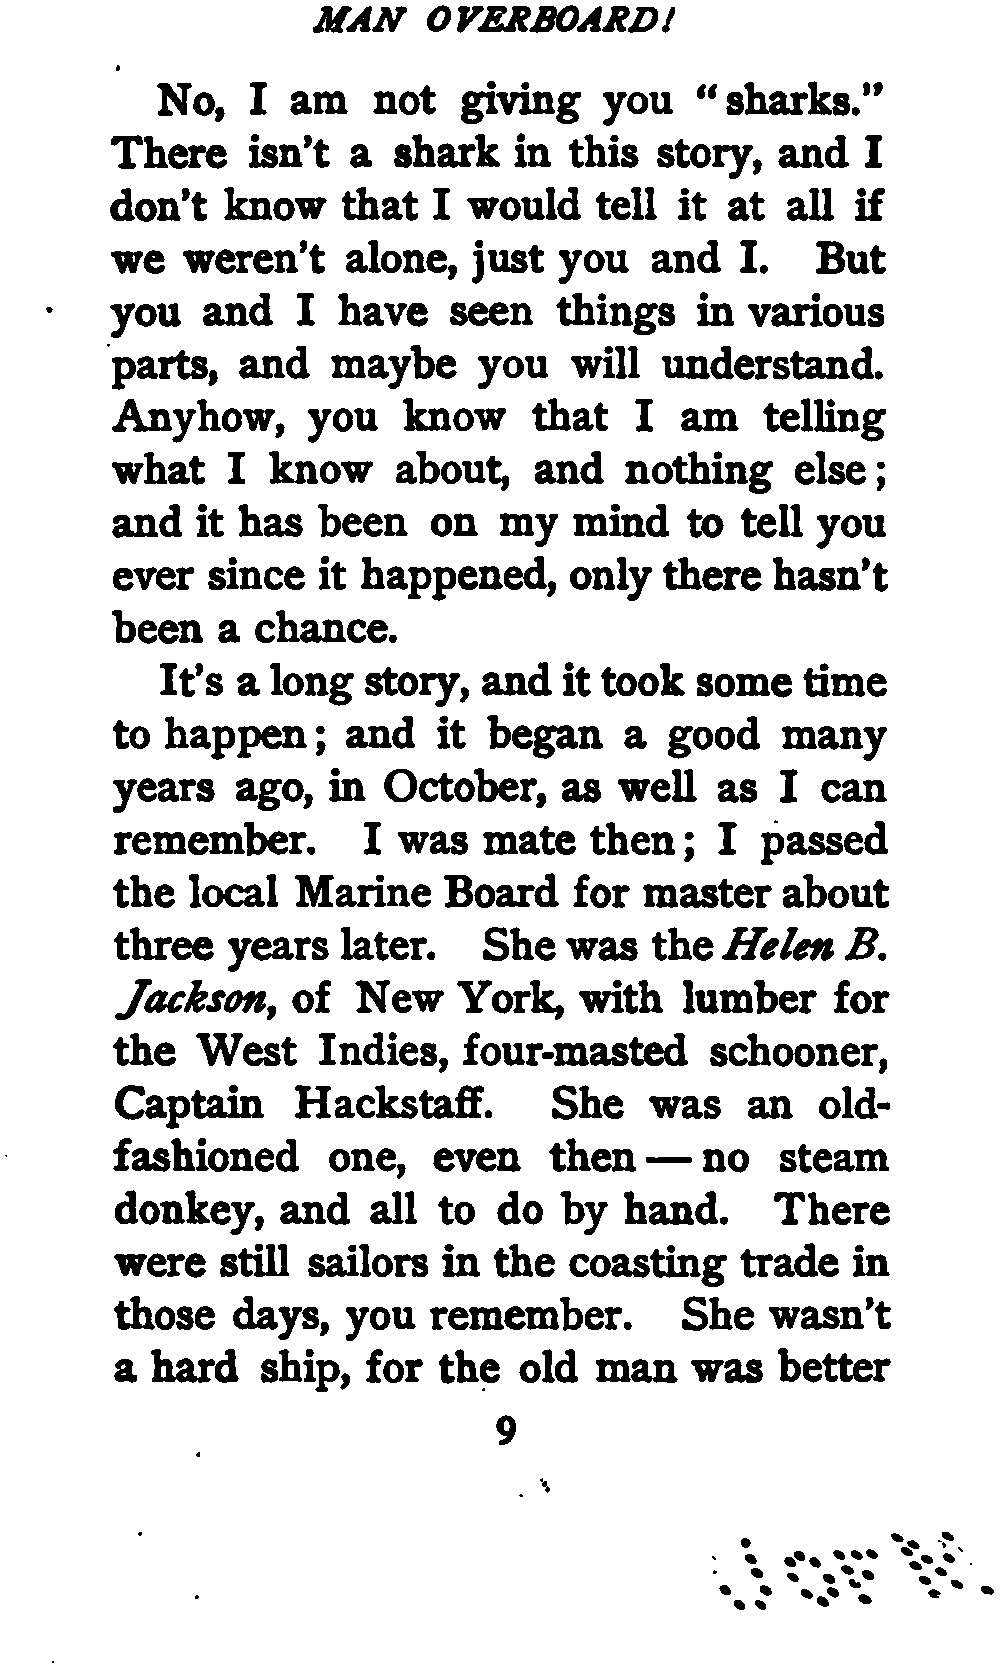 MAN OVERBOARD!
No, I am not giving you “sharks.”
There isn't a shark in this story, and I
don't know that I would tell it at all if
we weren't alone, just you and I. But
you and I have seen things in various
parts, and maybe you will understand.
Anyhow, you know that I am telling
what I know about, and nothing else;
and it has been on my mind to tell you
ever since it happened, only there hasn't
been a chance.
It's a long story, and it took some time
to happen; and it began a good many
years ago, in October, as well as I can
remember. I was mate then; I passed
the local Marine Board for master about
three years later. She was the Helen B.
Jackson, of New York, with lumber for
the West Indies, four-masted schooner,
Captain Hackstaff. She was an old-
fashioned one, even then — no steam
donkey, and all to do by hand. There
were still sailors in the coasting trade in
those days, you remember. She wasn't
a hard ship, for the old man was better
9